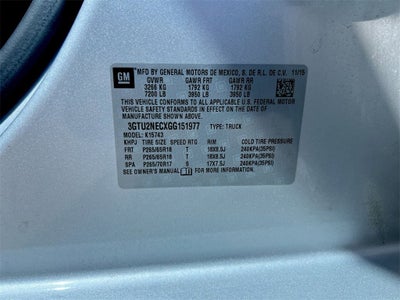 GM
MFD BY GENERAL MOTORS DE MEXICO, S. DE R.L. DE C.V. 11/15
GVWR GAWR FRT GAWR RR
3266 KG 1792 KG 1792 KG
7200 LB 3950 LB 3950 LB
THIS VEHICLE CONFORMS TO ALL APPLICABLE U.S. FEDERAL MOTOR
VEHICLE SAFETY STANDARDS IN EFFECT ON THE DATE OF
MANUFACTURE SHOWN ABOVE.
3GTU2NECXGG151977 TYPE: TRUCK
MODEL: K15743
KHPJ TIRE SIZE SPEED RTG RIM COLD TIRE PRESSURE
FRT P265/65R18 T 18X8.5J 240KPA(35PSI)
RR P265/65R18 T 18X8.5J 240KPA(35PSI)
SPA P265/70R17 S 17X7.5J 240KPA(35PSI)
SEE OWNER'S MANUAL FOR MORE INFORMATION.